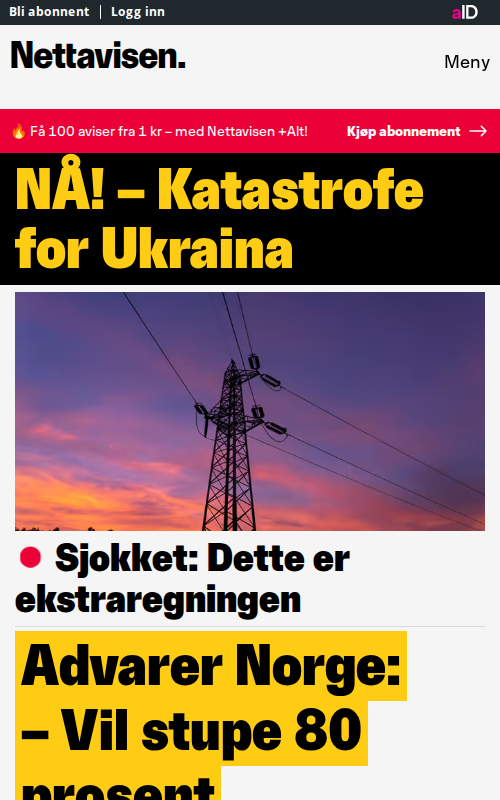 Bli abonnent | Logg inn
aID
Nettavisen.
Meny
🔥 Få 100 aviser fra 1 kr – med Nettavisen +Alt!
Kjøp abonnement →
NÅ! – Katastrofe
for Ukraina
Sjokket: Dette er
ekstraregningen
Advarer Norge:
– Vil stupe 80
prosent